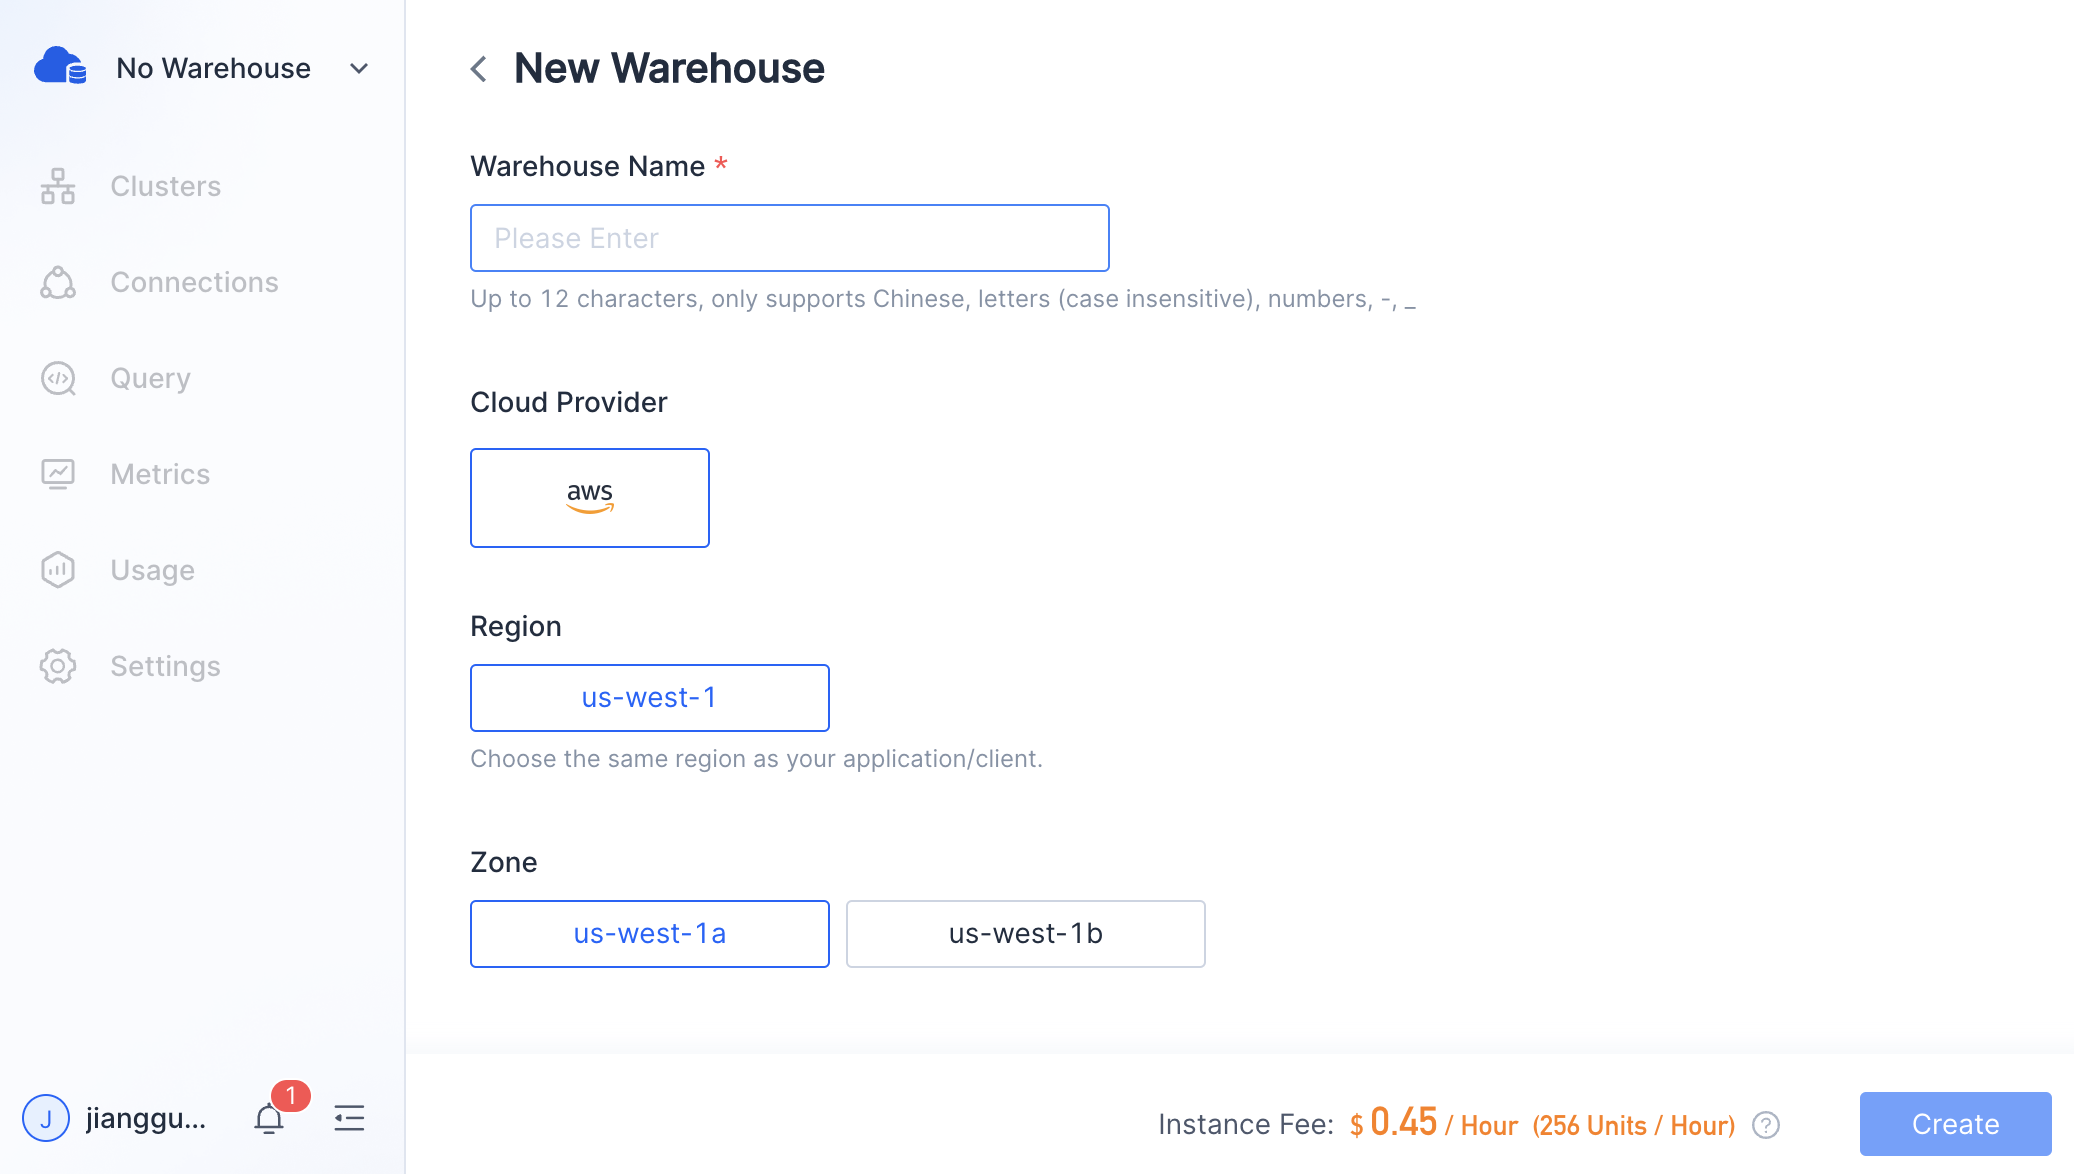 No Warehouse
Clusters
Connections
Query
Metrics
Usage
Settings
J
jianggu...
1
New Warehouse
Warehouse Name *
Please Enter
Up to 12 characters, only supports Chinese, letters (case insensitive), numbers, -, _
Cloud Provider
aws
Region
us-west-1
Choose the same region as your application/client.
Zone
us-west-1a
us-west-1b
Instance Fee: $ 0.45 / Hour (256 Units / Hour) ?
Create